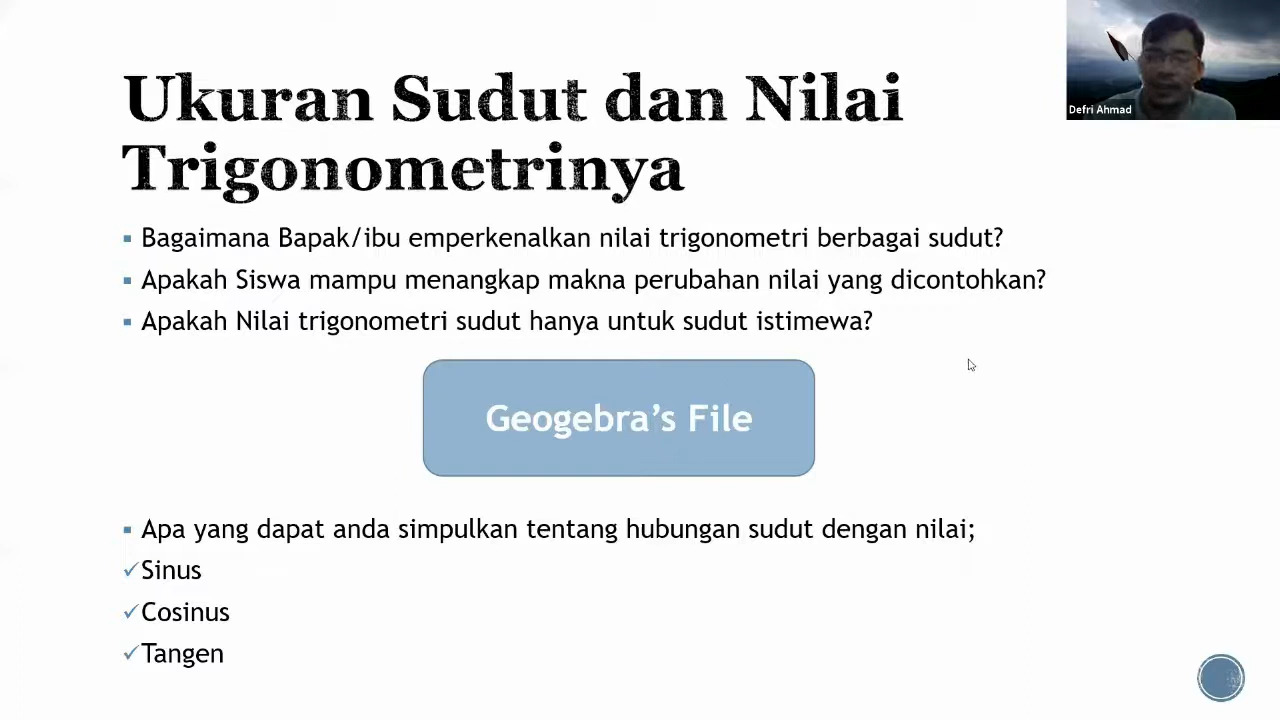 Ukuran Sudut dan Nilai
Trigonometrinya
Defri Ahmad
Bagaimana Bapak/ibu emperkenalkan nilai trigonometri berbagai sudut?
Apakah Siswa mampu menangkap makna perubahan nilai yang dicontohkan?
Apakah Nilai trigonometri sudut hanya untuk sudut istimewa?
Geogebra’s File
Apa yang dapat anda simpulkan tentang hubungan sudut dengan nilai;
Sinus
Cosinus
Tangen